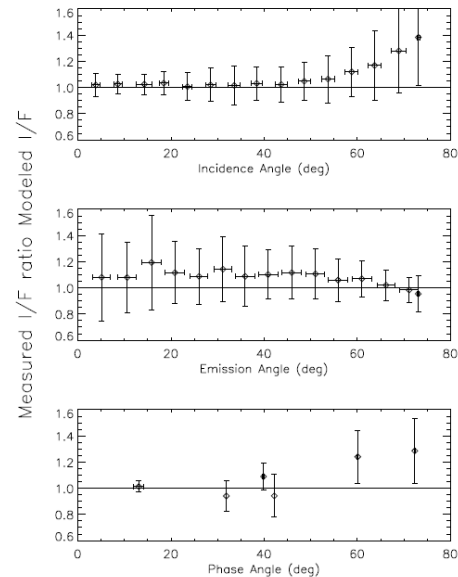 Measured I/F ratio Modeled I/F
1.6
1.4
1.2
1.0
0.8
0.6
0 20 40 60 80
Incidence Angle (deg)
1.6
1.4
1.2
1.0
0.8
0.6
0 20 40 60 80
Emission Angle (deg)
1.6
1.4
1.2
1.0
0.8
0.6
0 20 40 60 80
Phase Angle (deg)